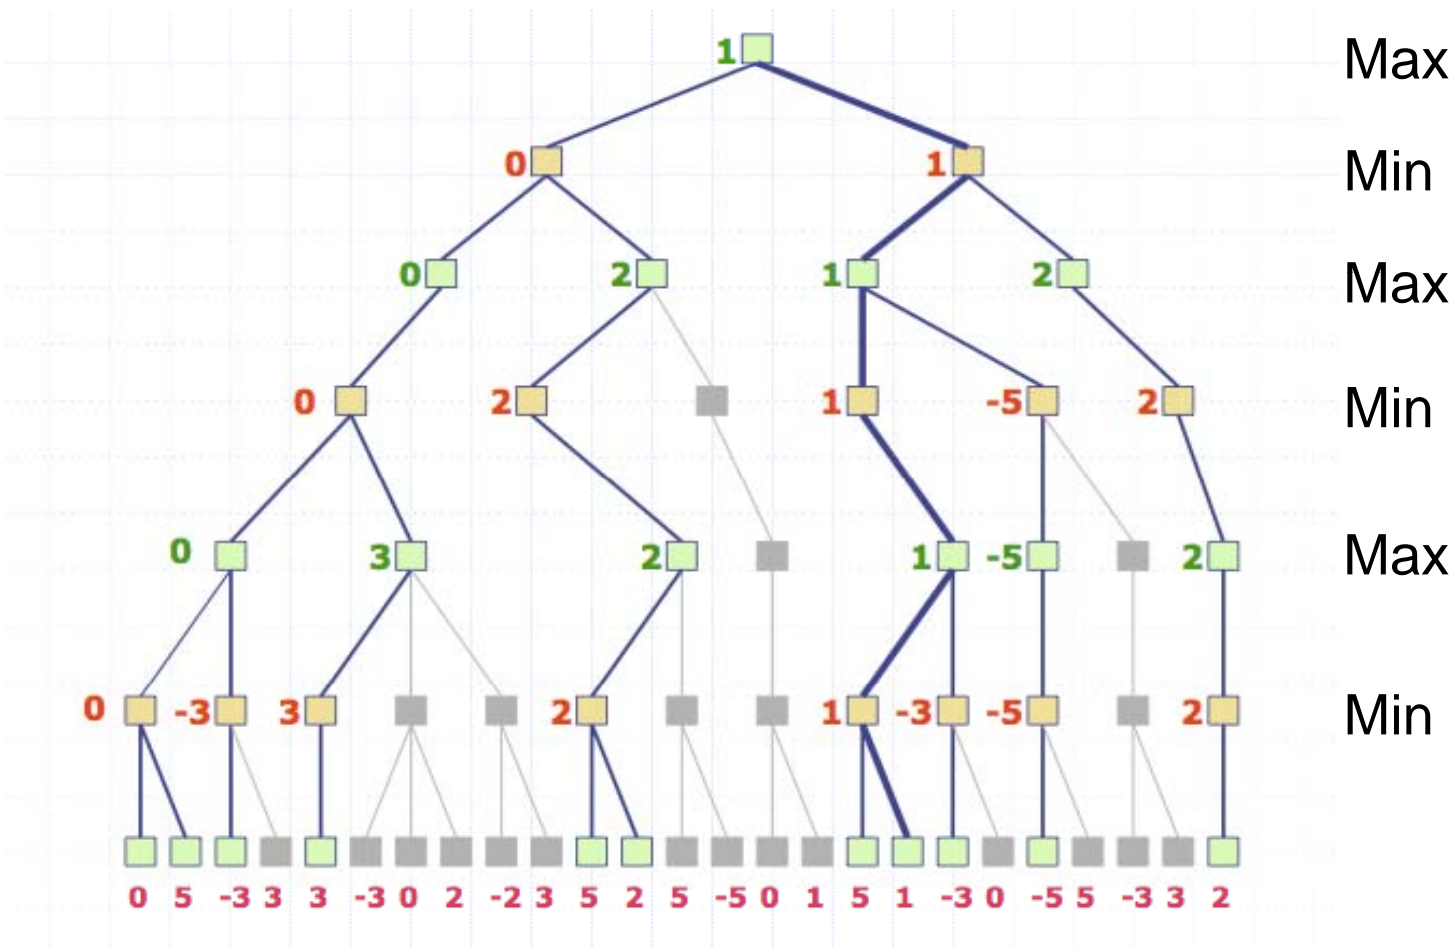 1 Max
0 1 Min
0 2 1 2 Max
0 2 1 -5 2 Min
0 3 2 1 -5 2 Max
0 -3 3 2 1 -3 -5 2 Min
0 5 -3 3 3 -3 0 2 -2 3 5 2 5 -5 0 1 5 1 -3 0 -5 5 -3 3 2